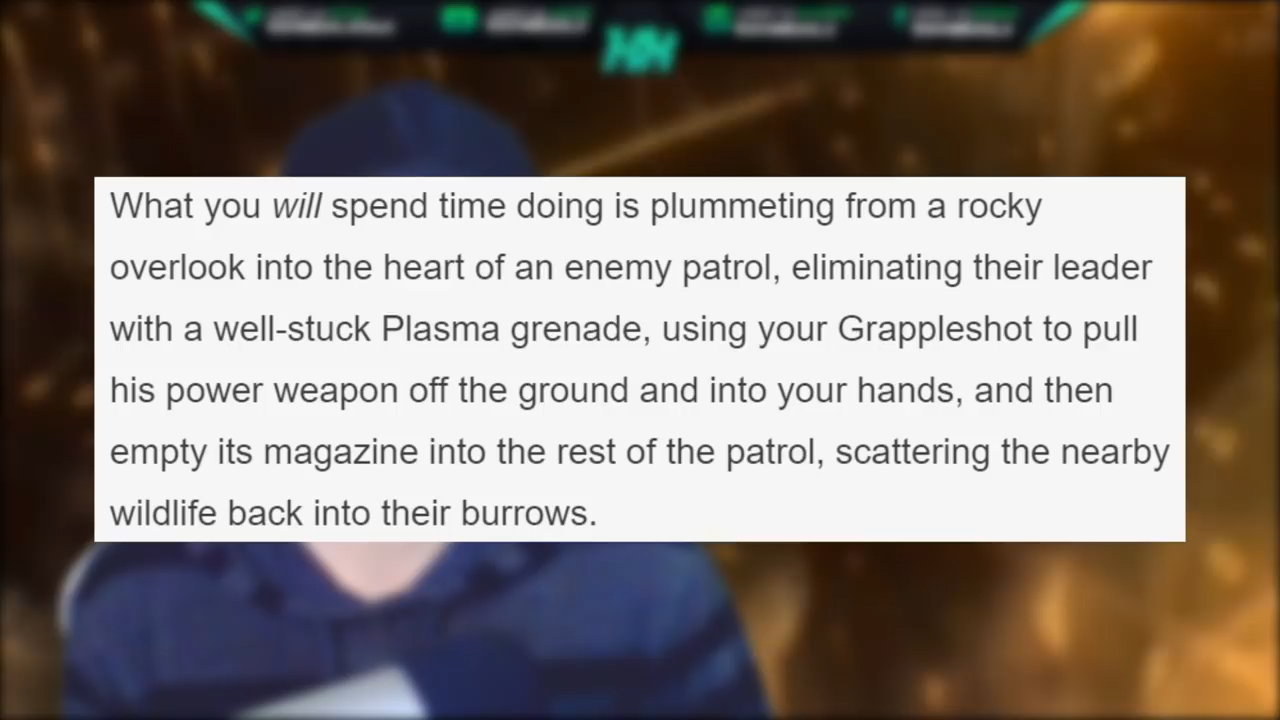 HH
What you will spend time doing is plummeting from a rocky
overlook into the heart of an enemy patrol, eliminating their leader
with a well-stuck Plasma grenade, using your Grappleshot to pull
his power weapon off the ground and into your hands, and then
empty its magazine into the rest of the patrol, scattering the nearby
wildlife back into their burrows.